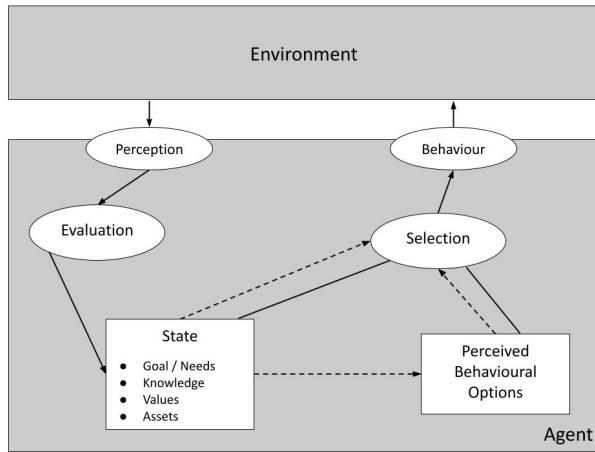 Environment
Perception
Behaviour
Evaluation
Selection
State
● Goal / Needs
● Knowledge
● Values
● Assets
Perceived
Behavioural
Options
Agent